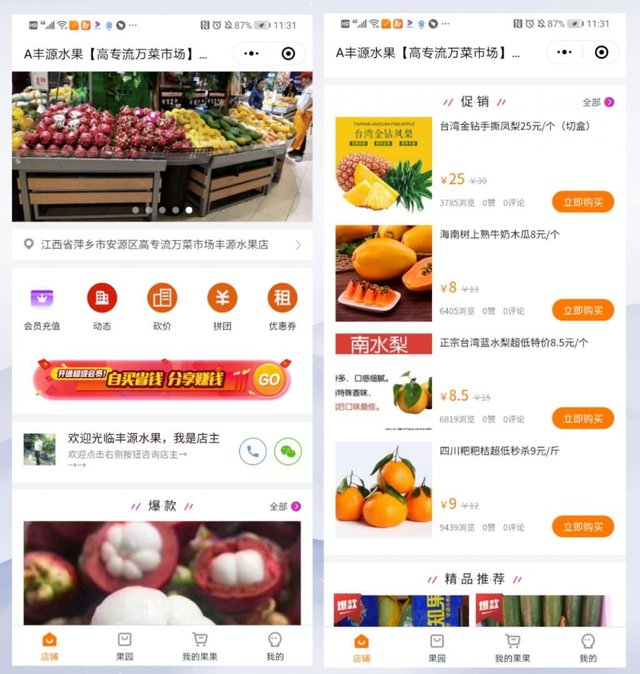 11:31
87%
A丰源水果【高专流万菜市场】...
江西省萍乡市安源区高专流万菜市场丰源水果店
会员充值
动态
砍价
拼团
优惠券
租
开通超级会员!
自买省钱 分享赚钱
GO
欢迎光临丰源水果，我是店主
欢迎点击右侧按钮咨询店主→
→→
爆款
全部
店铺
果园
我的果果
我的
87%
11:31
A丰源水果【高专流万菜市场】...
促销
全部
TAIWAN JINZUAN PINEAPPLE
台湾金钻凤梨
台湾金钻手撕凤梨25元/个（切盒）
￥25 ￥30
3785浏览 0赞 0评论
立即购买
海南树上熟牛奶木瓜8元/个
￥8 ￥13
6405浏览 0赞 0评论
立即购买
南水梨
多，口感细腻。
特殊香味，
后口味最佳。
正宗台湾蓝水梨超低特价8.5元/个
￥8.5 ￥15
6819浏览 0赞 0评论
立即购买
四川粑粑桔超低秒杀9元/斤
￥9 ￥12
9439浏览 0赞 0评论
立即购买
精品推荐
爆款
爆款
店铺
果园
我的果果
我的